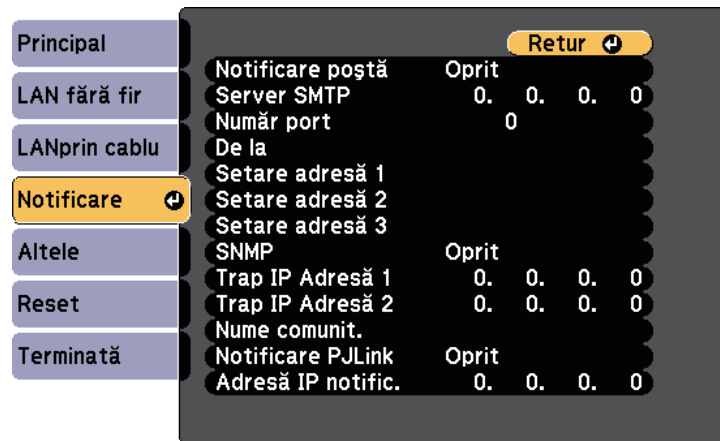 Principal
LAN fără fir
LANprin cablu
Notificare
Altele
Reset
Terminată
Retur
Notificare poştă Oprit
Server SMTP 0. 0. 0. 0
Număr port 0
De la
Setare adresă 1
Setare adresă 2
Setare adresă 3
SNMP Oprit
Trap IP Adresă 1 0. 0. 0. 0
Trap IP Adresă 2 0. 0. 0. 0
Nume comunit.
Notificare PJLink Oprit
Adresă IP notific. 0. 0. 0. 0